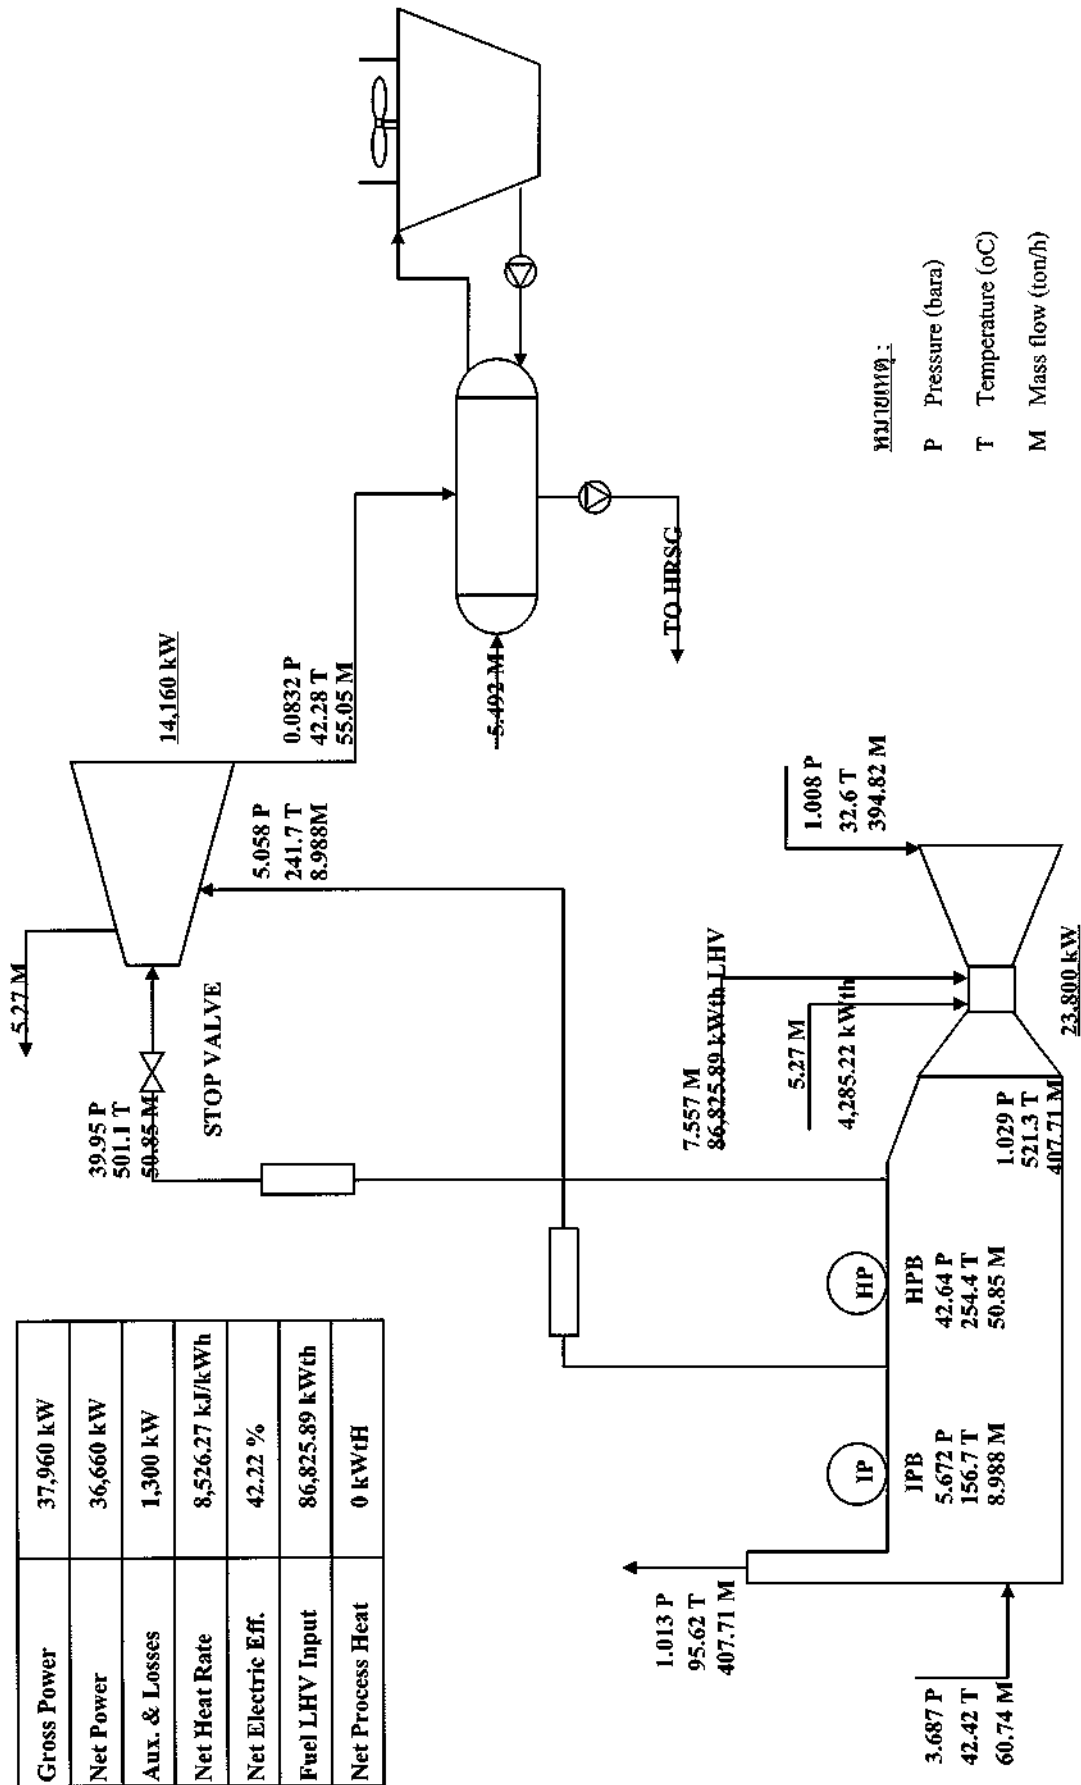 Gross Power 37,960 kW
Net Power 36,660 kW
Aux. & Losses 1,300 kW
Net Heat Rate 8,526.27 kJ/kWh
Net Electric Eff. 42.22 %
Fuel LHV Input 86,825.89 kWth
Net Process Heat 0 kWtH
5.27 M
39.95 P
501.1 T
50.85 M
STOP VALVE
14,160 kW
5.058 P
241.7 T
8.988M
0.0832 P
42.28 T
55.05 M
5.492 M
TO HRSG
1.013 P
95.62 T
407.71 M
3.687 P
42.42 T
60.74 M
IP
IPB
5.672 P
156.7 T
8.988 M
HP
HPB
42.64 P
254.4 T
50.85 M
7.557 M
86,825.89 kWth LHV
5.27 M
4,285.22 kWth
1.029 P
521.3 T
407.71 M
23,800 kW
1.008 P
32.6 T
394.82 M
หมายเหตุ :
P Pressure (bara)
T Temperature (oC)
M Mass flow (ton/h)